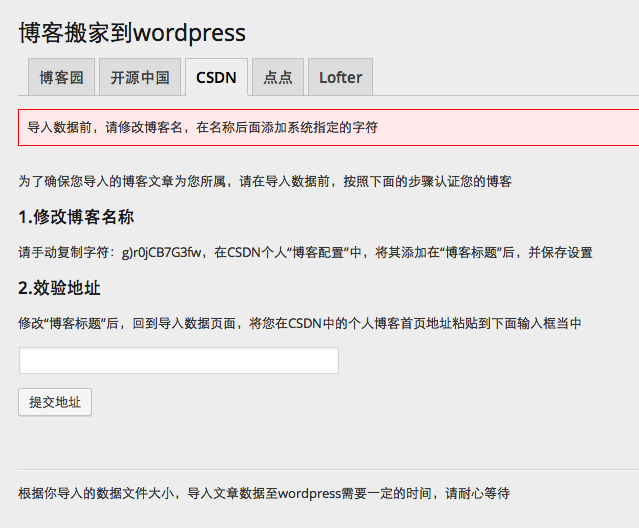 博客搬家到wordpress
博客园 开源中国 CSDN 点点 Lofter
导入数据前，请修改博客名，在名称后面添加系统指定的字符
为了确保您导入的博客文章为您所属，请在导入数据前，按照下面的步骤认证您的博客
1.修改博客名称
请手动复制字符：g)r0jCB7G3fw，在CSDN个人“博客配置”中，将其添加在“博客标题”后，并保存设置
2.效验地址
修改“博客标题”后，回到导入数据页面，将您在CSDN中的个人博客首页地址粘贴到下面输入框当中
提交地址
根据你导入的数据文件大小，导入文章数据至wordpress需要一定的时间，请耐心等待